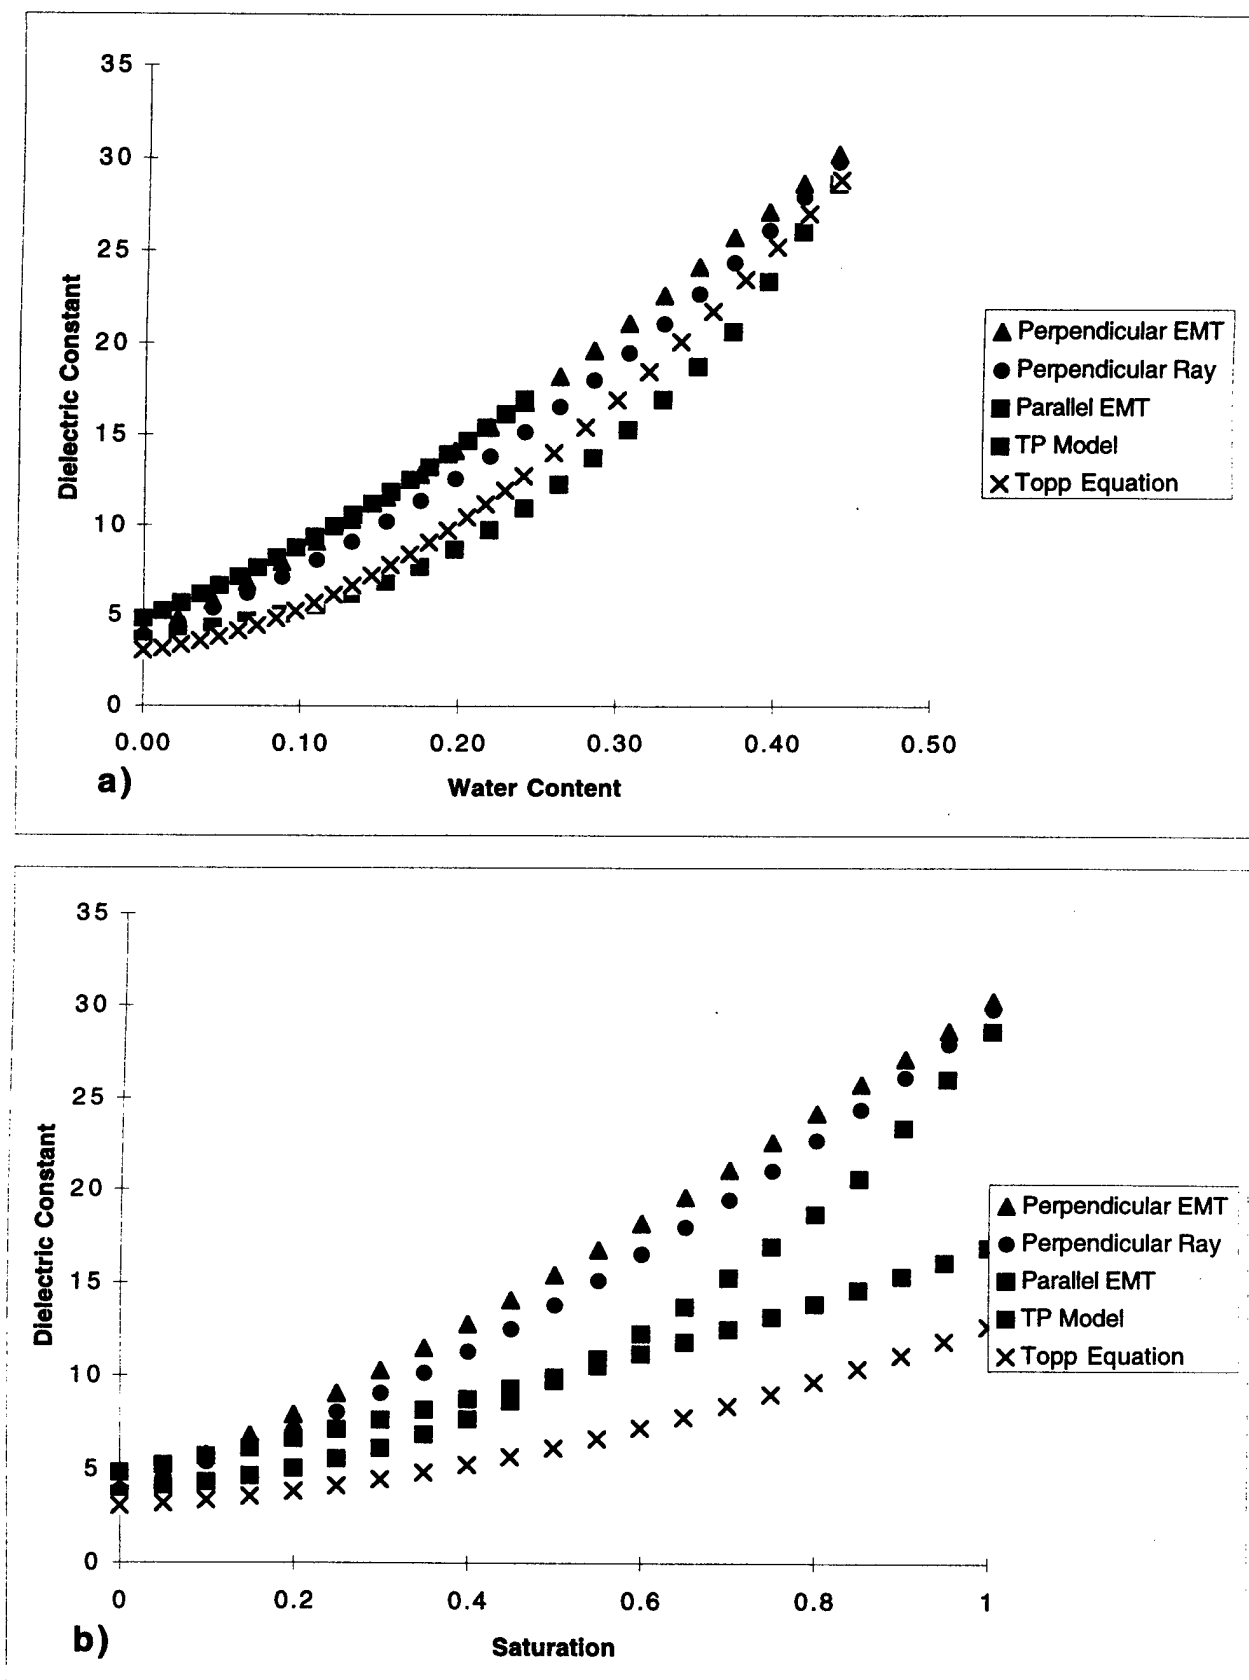 35
30
25
20
15
10
5
0
Dielectric Constant
0.00 0.10 0.20 0.30 0.40 0.50
Water Content
a)
Perpendicular EMT
Perpendicular Ray
Parallel EMT
TP Model
Topp Equation
35
30
25
20
15
10
5
0
Dielectric Constant
0 0.2 0.4 0.6 0.8 1
Saturation
b)
Perpendicular EMT
Perpendicular Ray
Parallel EMT
TP Model
Topp Equation